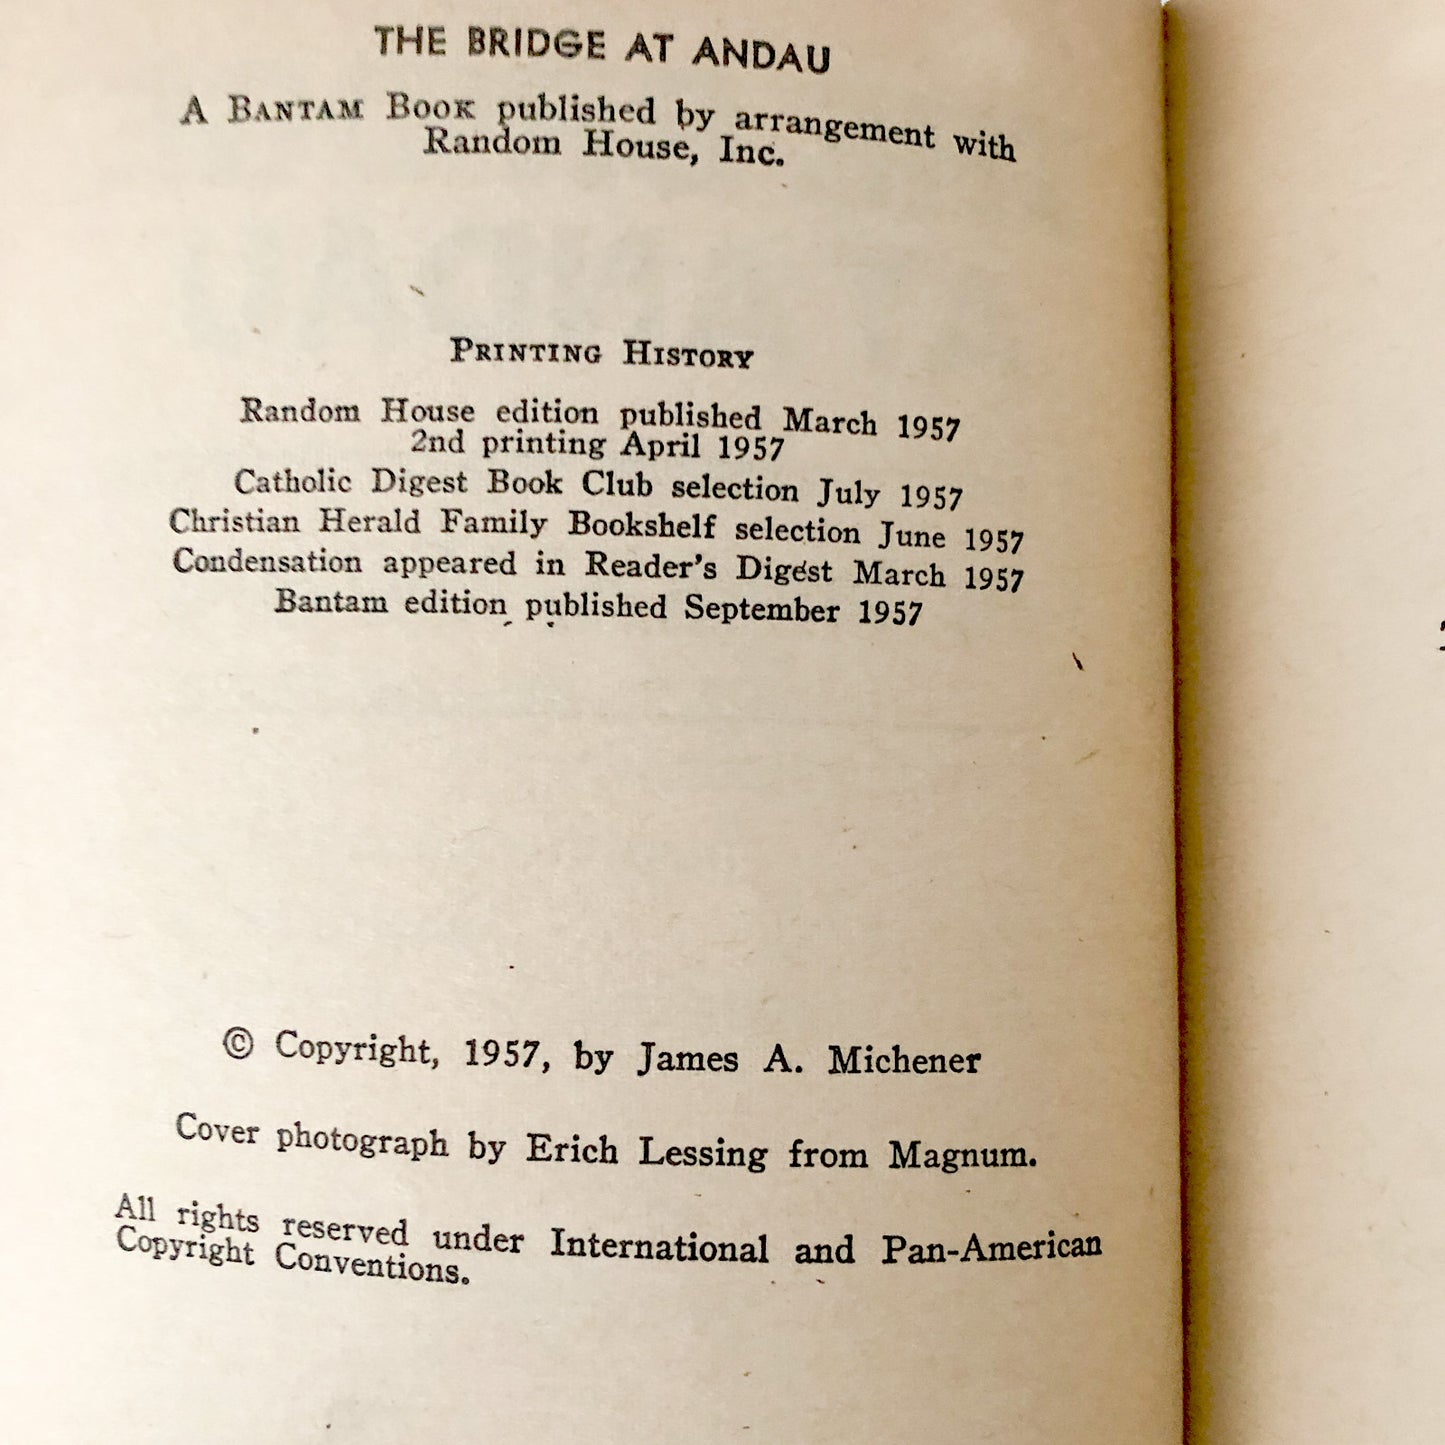 THE BRIDGE AT ANDAU
A BANTAM BOOK published by arrangement with
Random House, Inc.
PRINTING HISTORY
Random House edition published March 1957
2nd printing April 1957
Catholic Digest Book Club selection July 1957
Christian Herald Family Bookshelf selection June 1957
Condensation appeared in Reader's Digest March 1957
Bantam edition published September 1957
© Copyright, 1957, by James A. Michener
Cover photograph by Erich Lessing from Magnum.
All rights reserved under International and Pan-American
Copyright Conventions.